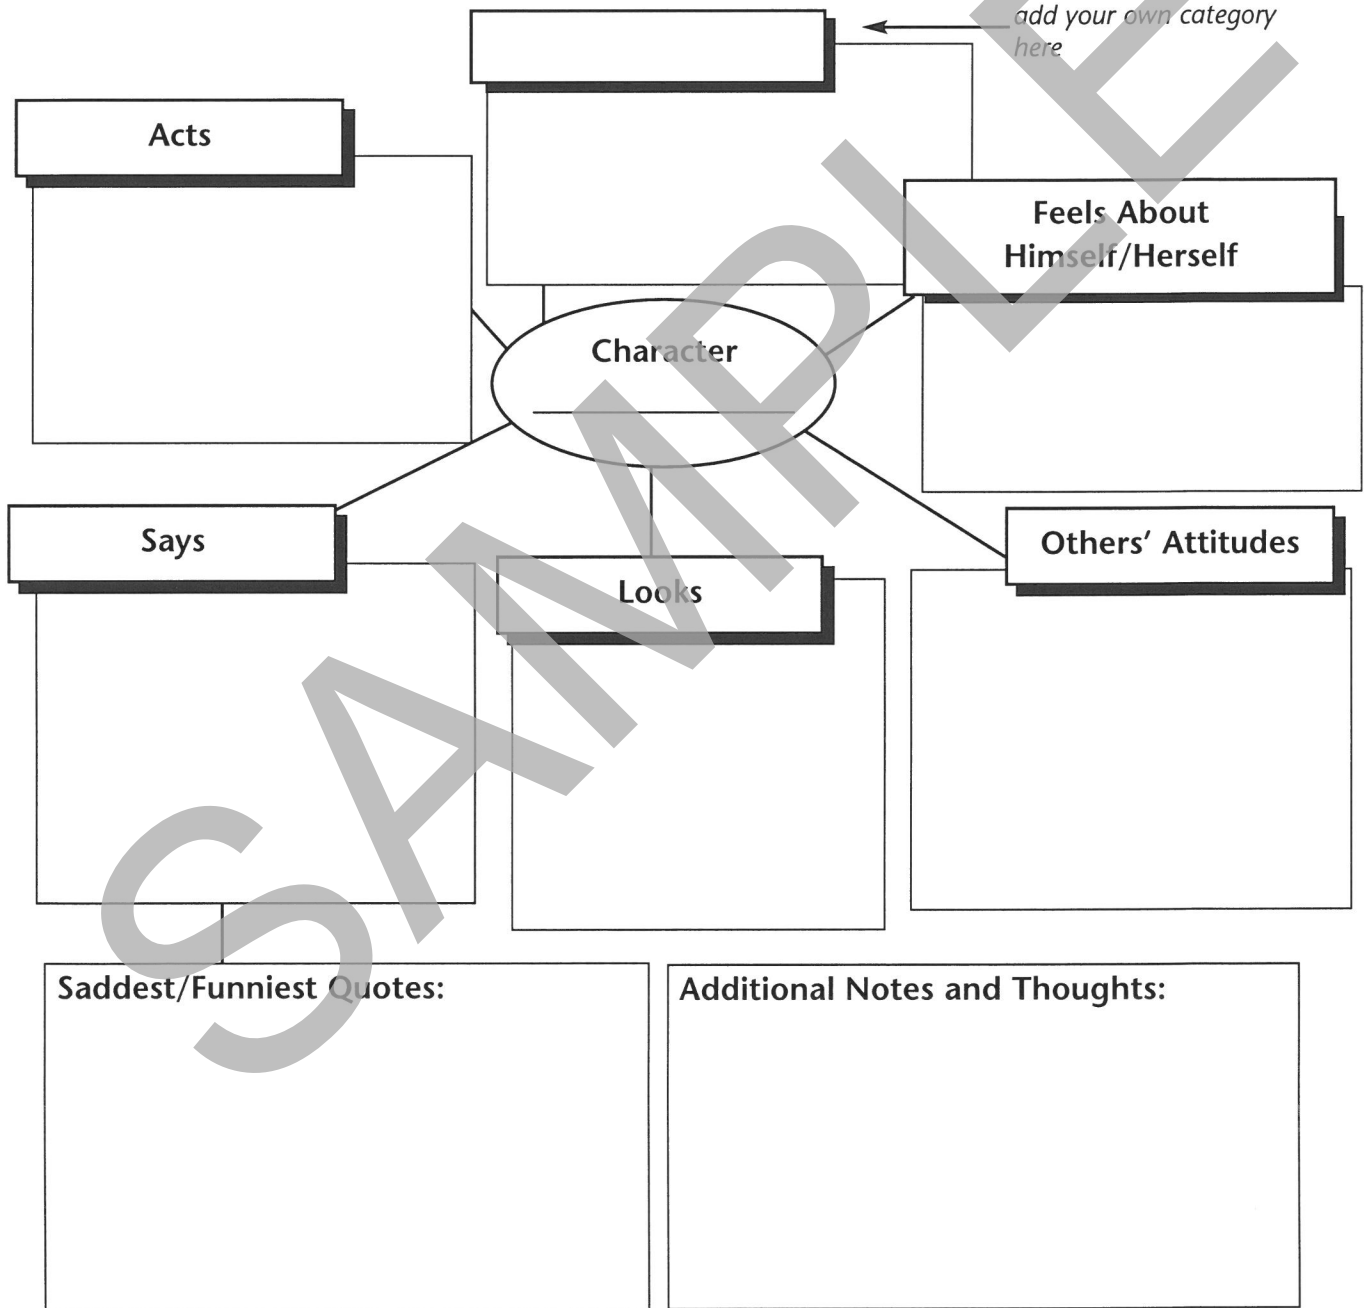 add your own category
here
Acts
Feels About
Himself/Herself
Character
Says
Looks
Others' Attitudes
Saddest/Funniest Quotes:
Additional Notes and Thoughts:
SAMPLE